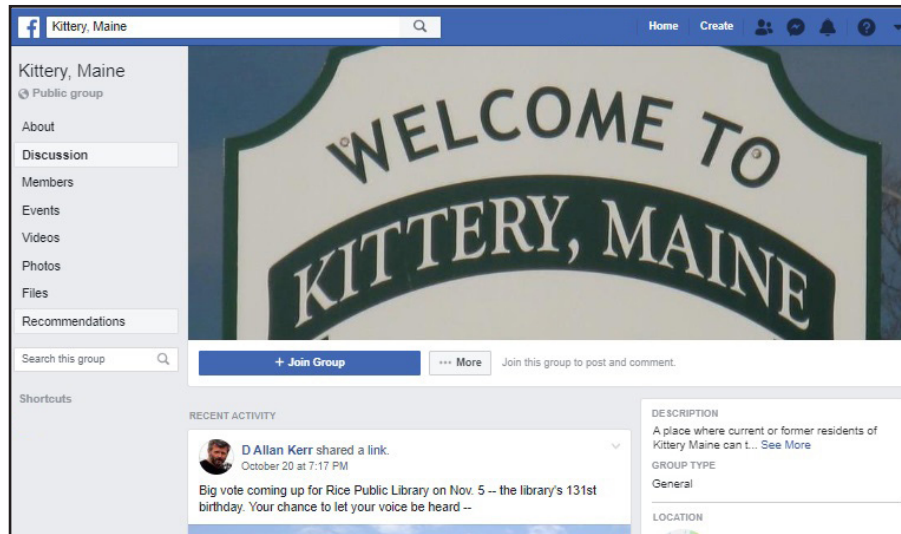 f
Kittery, Maine
Home Create
Kittery, Maine
Public group
About
Discussion
Members
Events
Videos
Photos
Files
Recommendations
Search this group
Shortcuts
WELCOME TO
KITTERY, MAINE
+ Join Group
··· More
Join this group to post and comment.
RECENT ACTIVITY
D Allan Kerr shared a link.
October 20 at 7:17 PM
Big vote coming up for Rice Public Library on Nov. 5 -- the library's 131st
birthday. Your chance to let your voice be heard --
DESCRIPTION
A place where current or former residents of
Kittery Maine can t... See More
GROUP TYPE
General
LOCATION